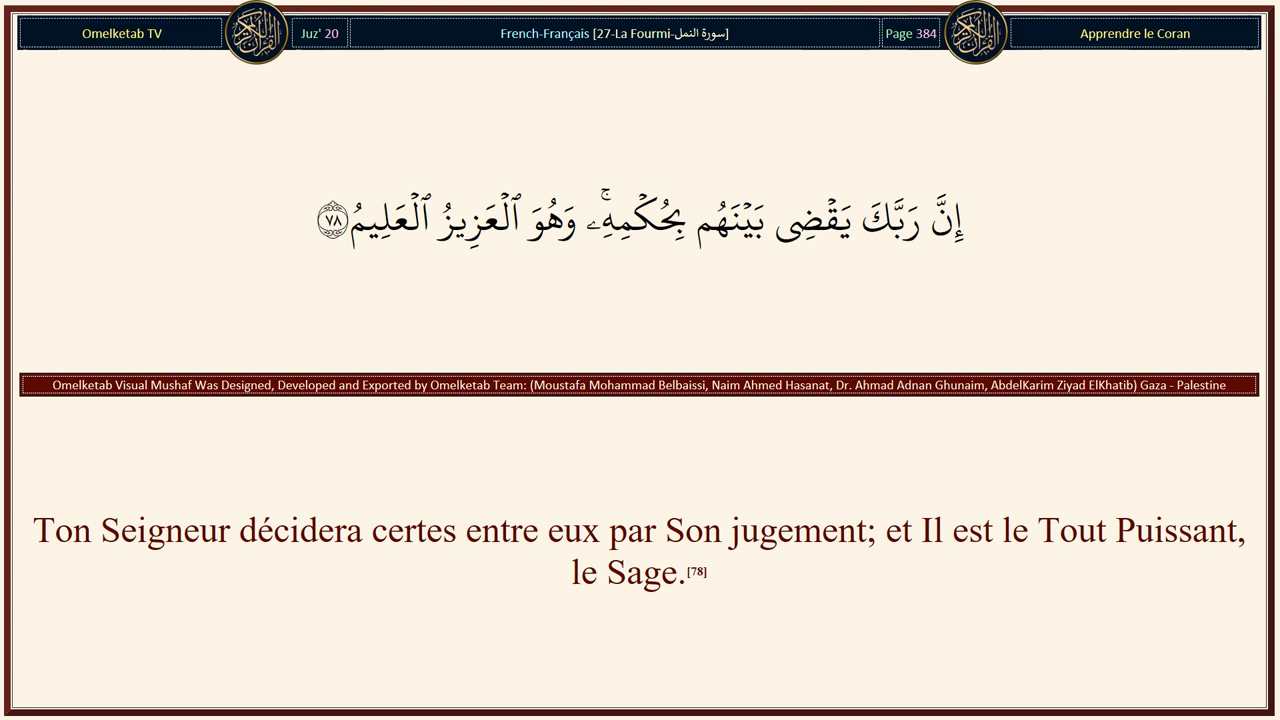 Omelketab TV
Juz' 20
French-Français [27-La Fourmi-سورة النمل]
Page 384
Apprendre le Coran
إِنَّ رَبَّكَ يَقْضِى بَيْنَهُم بِحُكْمِهِۦۚ وَهُوَ ٱلْعَزِيزُ ٱلْعَلِيمُ ٧٨
Omelketab Visual Mushaf Was Designed, Developed and Exported by Omelketab Team: (Moustafa Mohammad Belbaissi, Naim Ahmed Hasanat, Dr. Ahmad Adnan Ghunaim, AbdelKarim Ziyad ElKhatib) Gaza - Palestine
Ton Seigneur décidera certes entre eux par Son jugement; et Il est le Tout Puissant,
le Sage.[78]